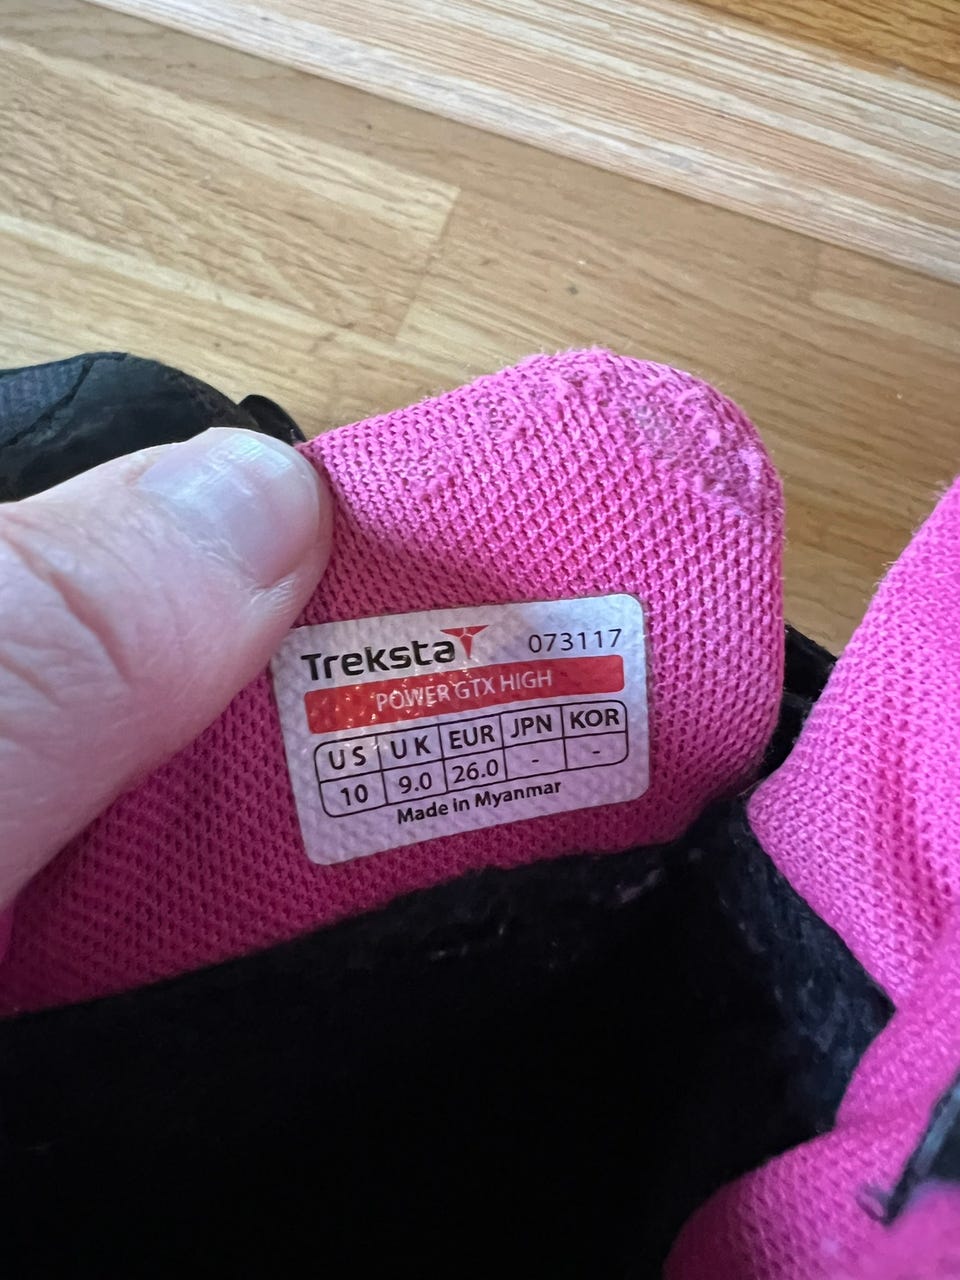 Treksta 073117
POWER GTX HIGH
US UK EUR JPN KOR
10 9.0 26.0 - -
Made in Myanmar